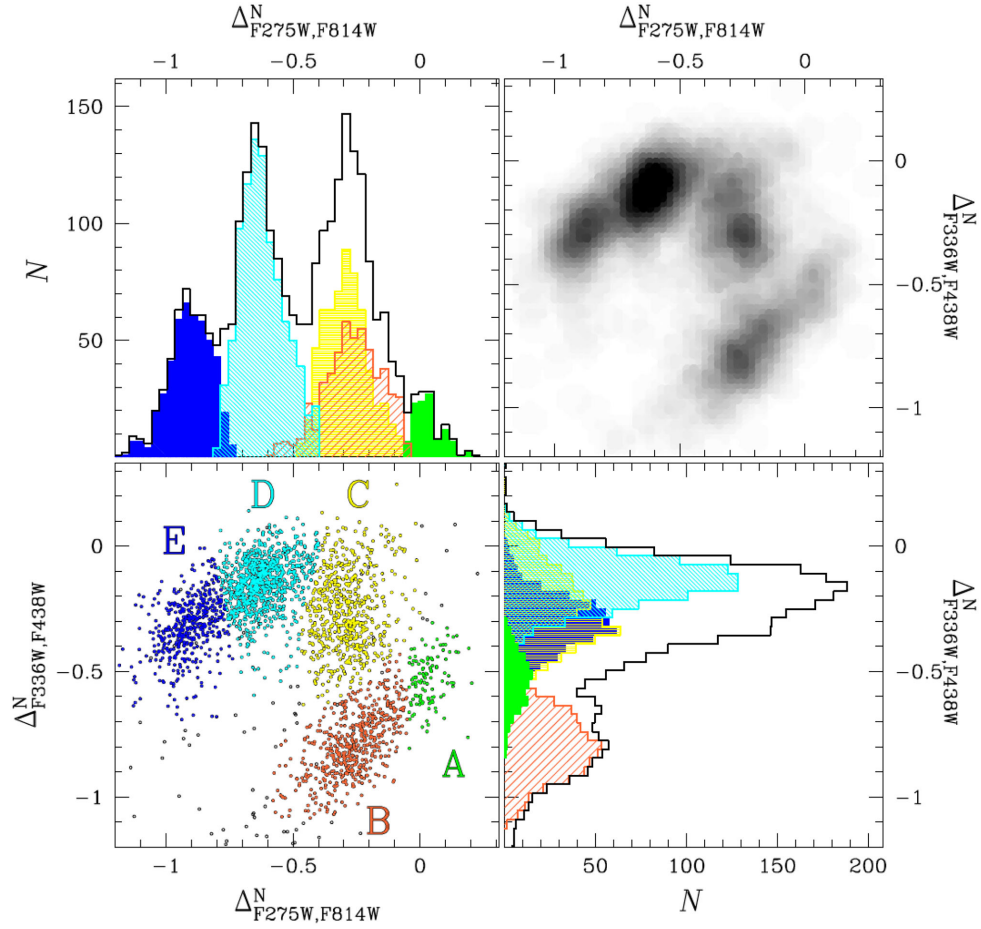 Δ^N_F275W,F814W Δ^N_F275W,F814W
−1 −0.5 0 −1 −0.5 0
150
100
N
50
0
−0.5
−1
Δ^N_F336W,F438W
E D C
A
B
0
−0.5
−1
Δ^N_F336W,F438W
0
−0.5
−1
Δ^N_F336W,F438W
−1 −0.5 0 50 100 150 200
Δ^N_F275W,F814W N